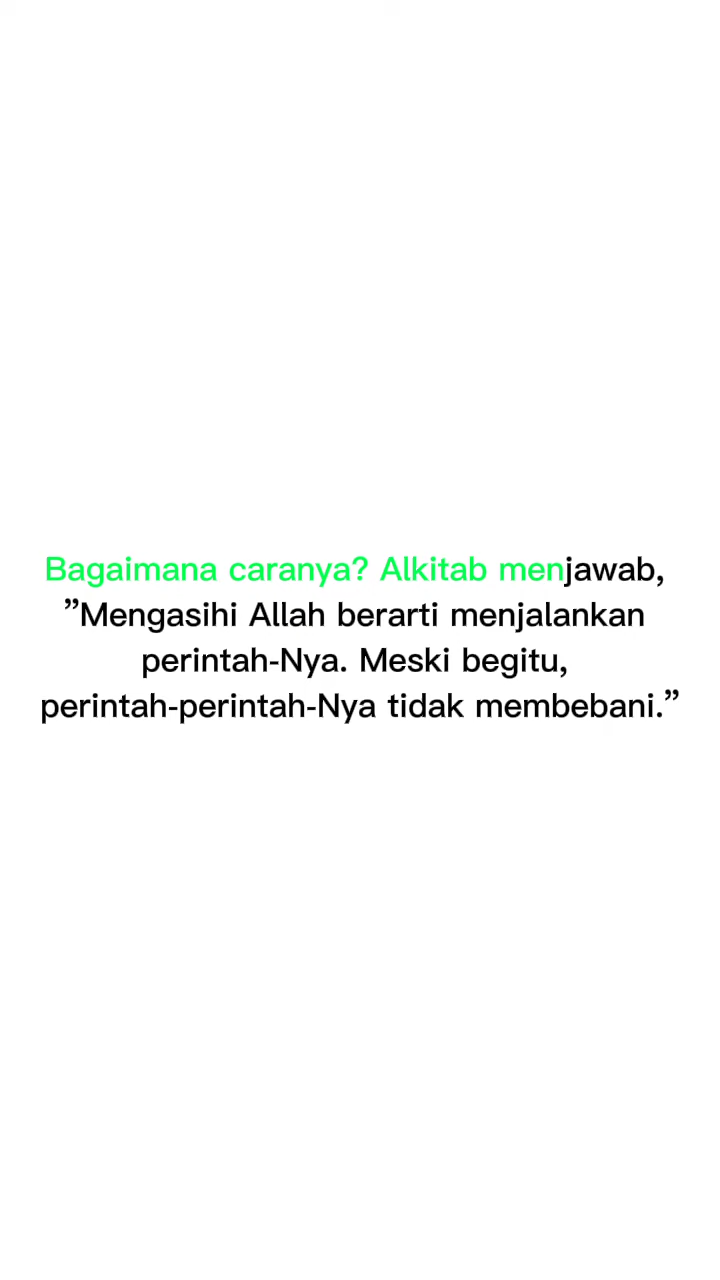 Bagaimana caranya? Alkitab menjawab,
”Mengasihi Allah berarti menjalankan
perintah-Nya. Meski begitu,
perintah-perintah-Nya tidak membebani.”